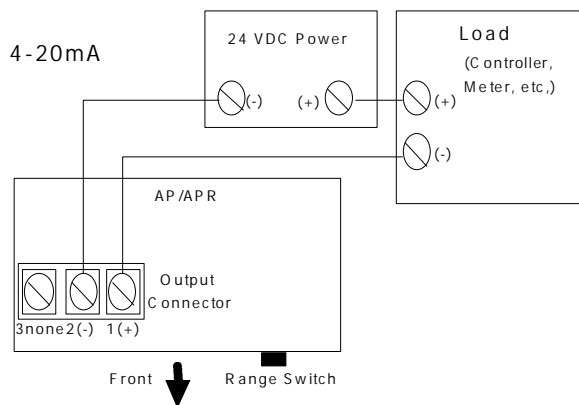 4-20mA
24 VDC Power
(-)
(+)
Load
(Controller,
Meter, etc,)
(+)
(-)
AP/APR
Output
Connector
3none 2(-) 1(+)
Front
Range Switch